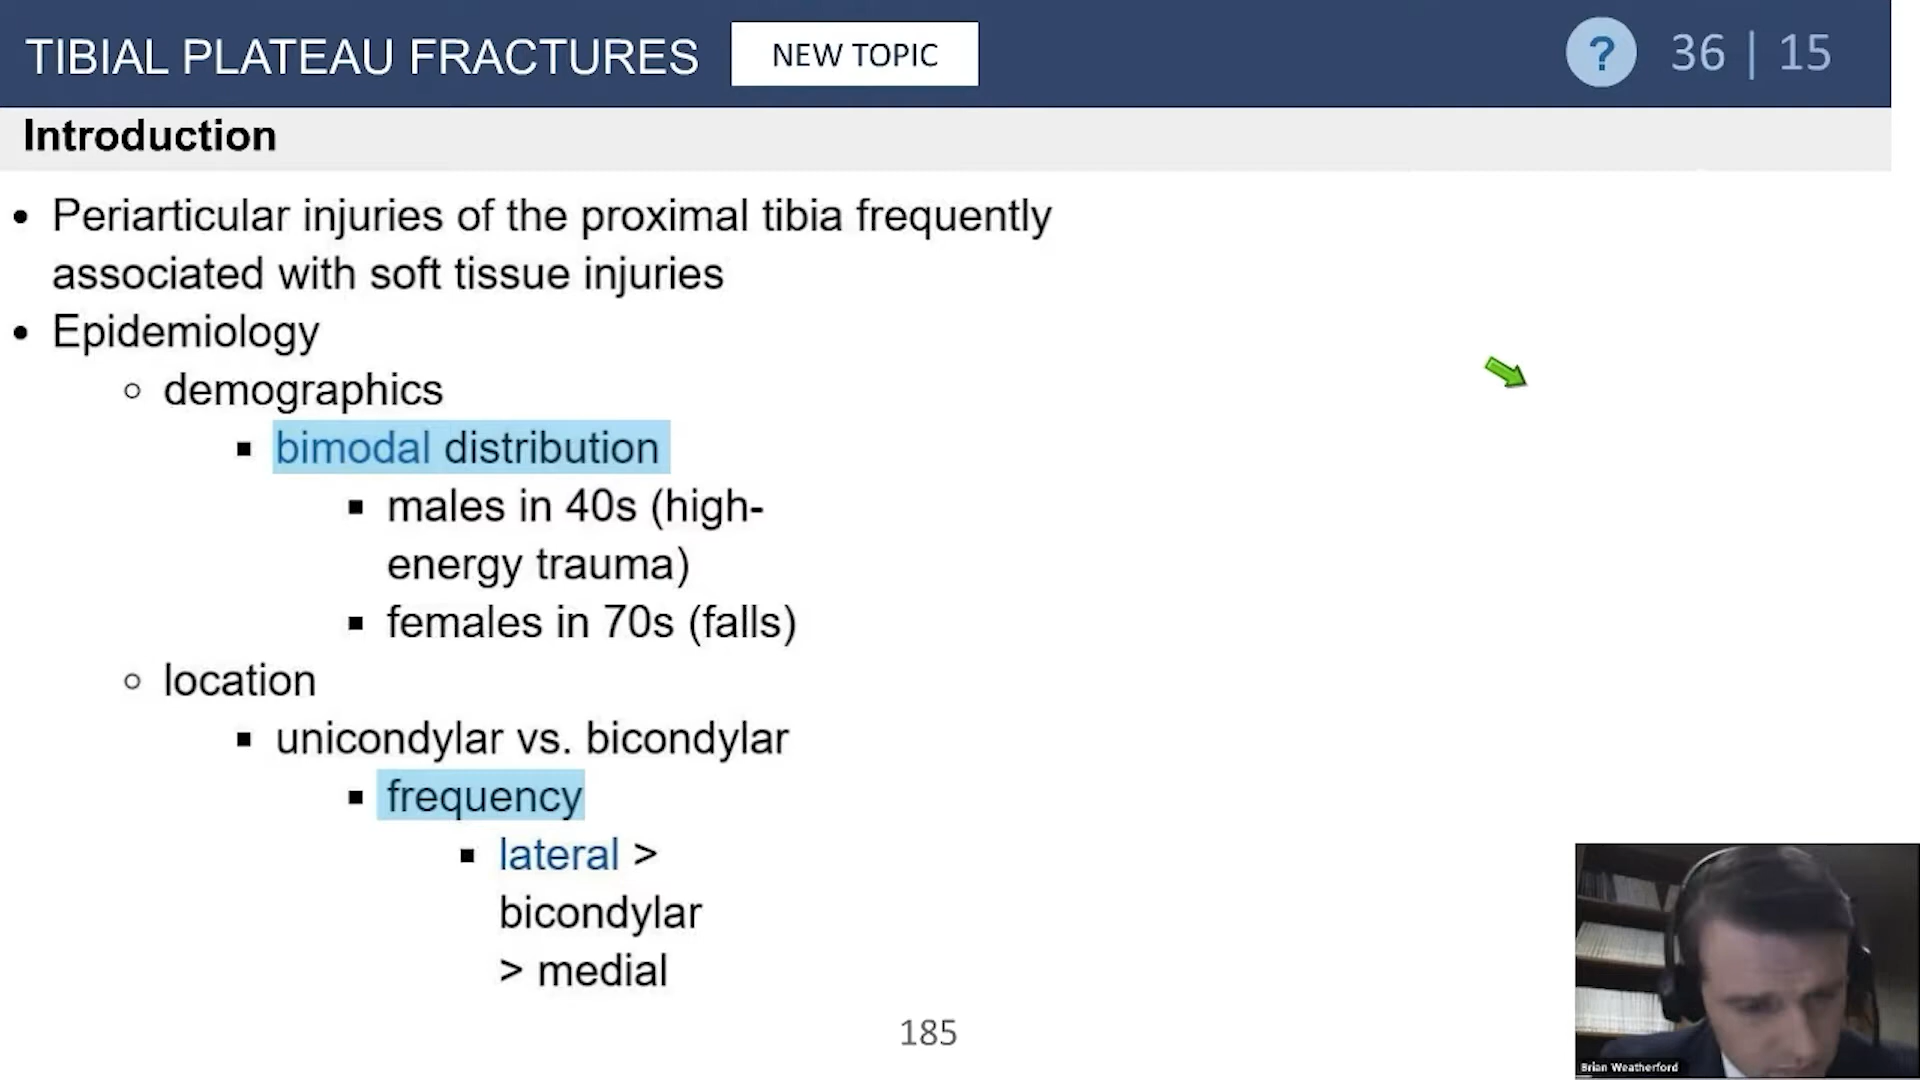 TIBIAL PLATEAU FRACTURES NEW TOPIC ? 36 | 15
Introduction
• Periarticular injuries of the proximal tibia frequently
associated with soft tissue injuries
• Epidemiology
○ demographics
▪ bimodal distribution
▪ males in 40s (high-
energy trauma)
▪ females in 70s (falls)
○ location
▪ unicondylar vs. bicondylar
▪ frequency
▪ lateral >
bicondylar
> medial
185
Brian Weatherford